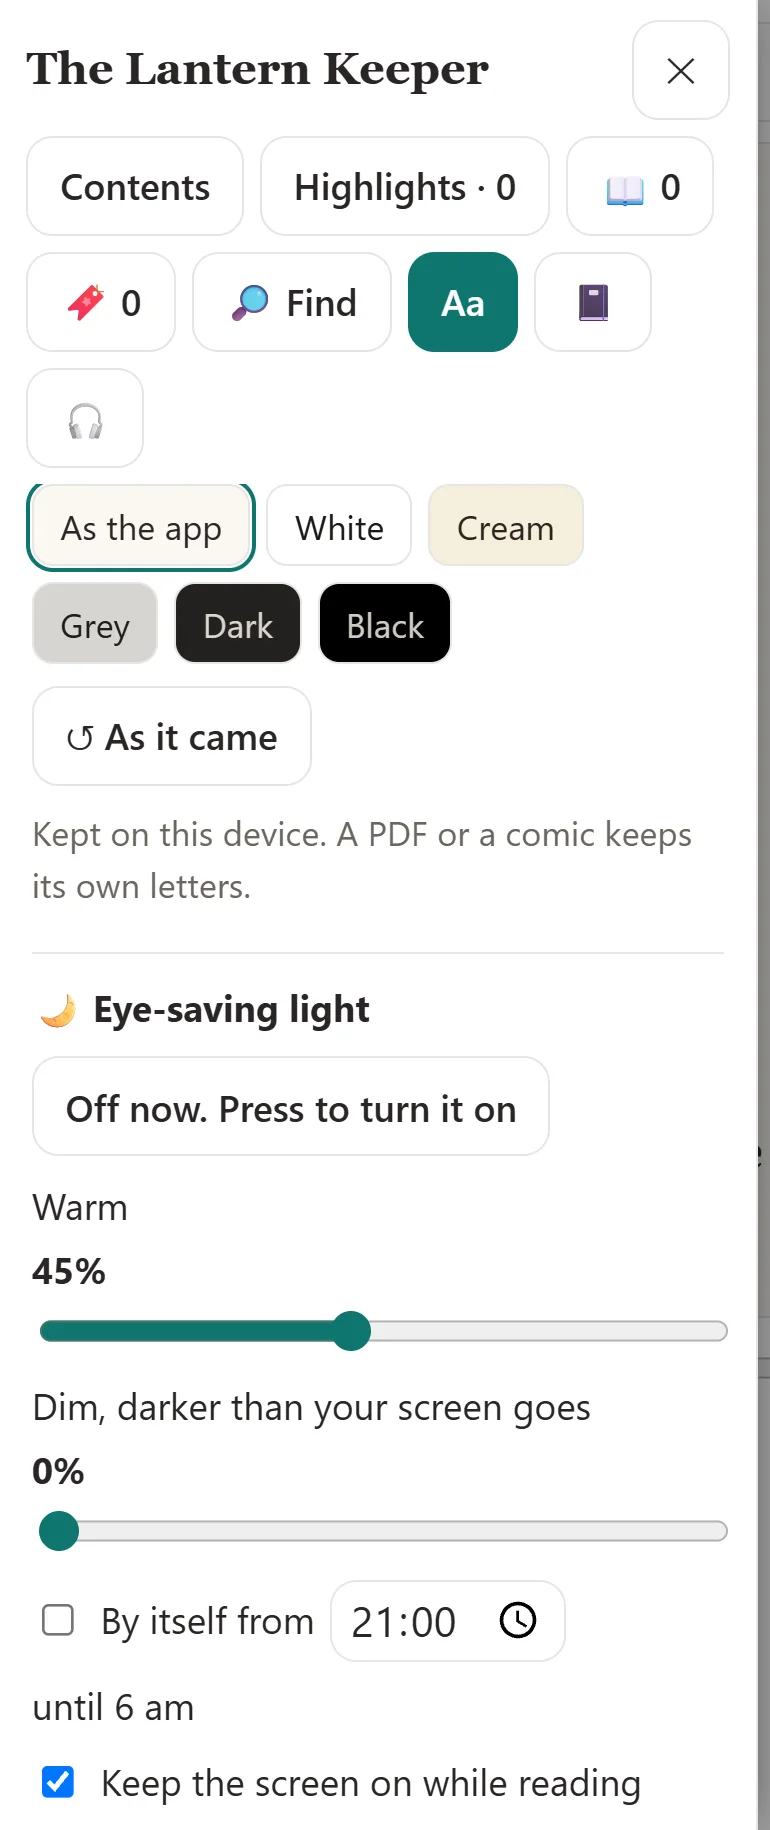 The Lantern Keeper
Contents
Highlights · 0
0
0
Find
Aa
As the app
White
Cream
Grey
Dark
Black
↺ As it came
Kept on this device. A PDF or a comic keeps
its own letters.
Eye-saving light
Off now. Press to turn it on
Warm
45%
Dim, darker than your screen goes
0%
By itself from 21:00
until 6 am
Keep the screen on while reading